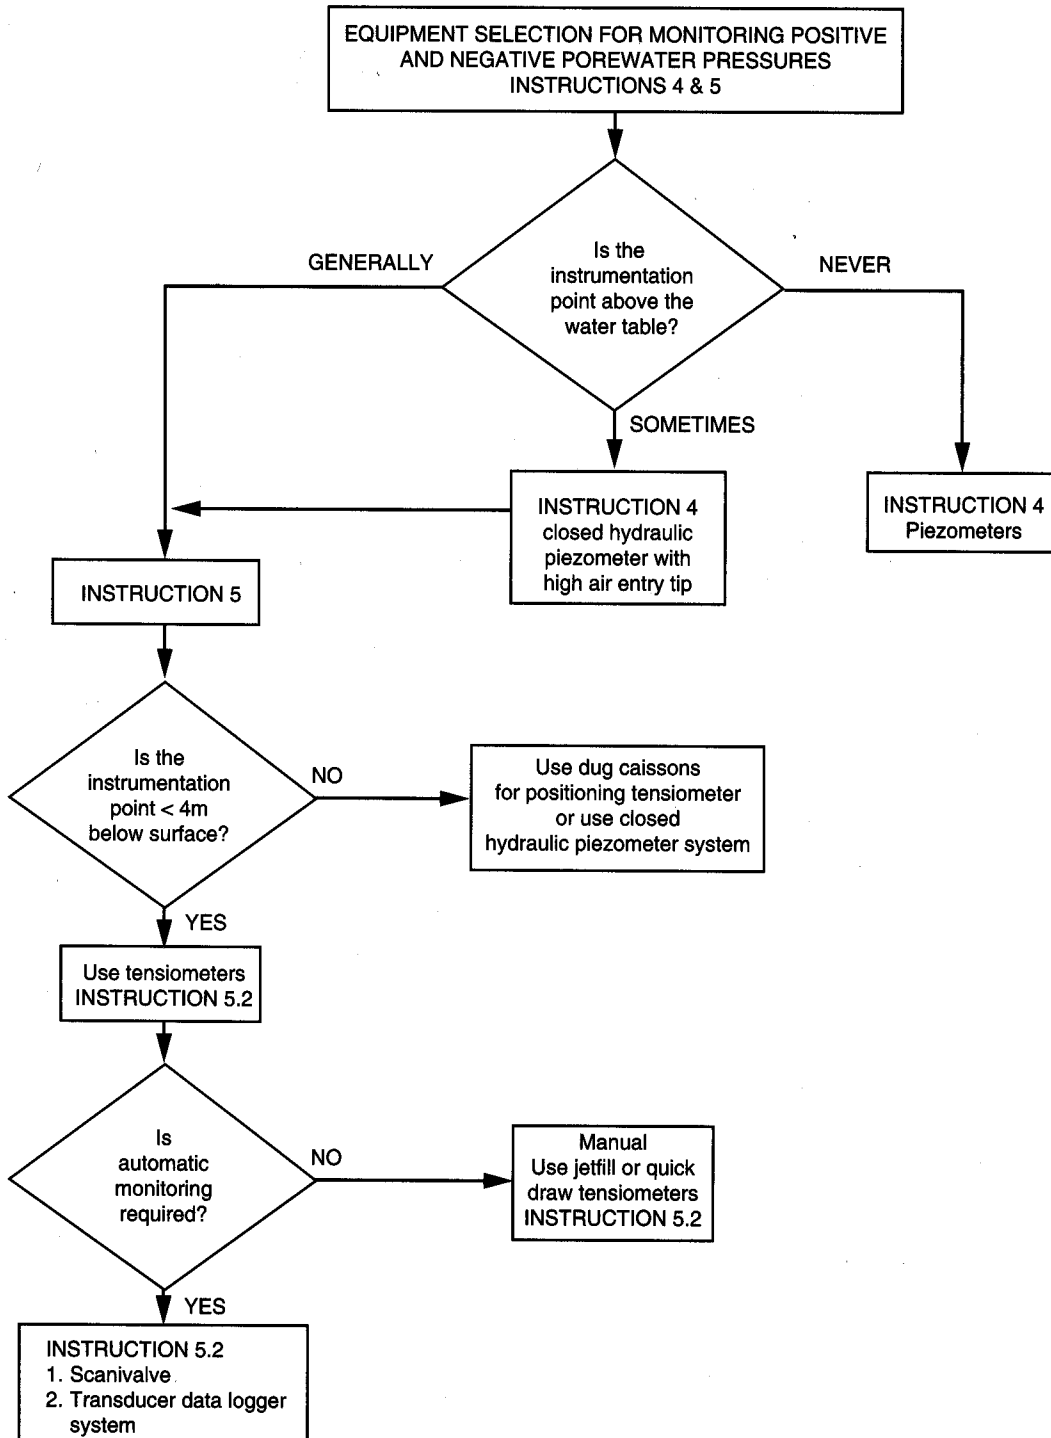 EQUIPMENT SELECTION FOR MONITORING POSITIVE
AND NEGATIVE POREWATER PRESSURES
INSTRUCTIONS 4 & 5
Is the
instrumentation
point above the
water table?
GENERALLY
NEVER
SOMETIMES
INSTRUCTION 4
closed hydraulic
piezometer with
high air entry tip
INSTRUCTION 4
Piezometers
INSTRUCTION 5
Is the
instrumentation
point < 4m
below surface?
NO
Use dug caissons
for positioning tensiometer
or use closed
hydraulic piezometer system
YES
Use tensiometers
INSTRUCTION 5.2
Is
automatic
monitoring
required?
NO
Manual
Use jetfill or quick
draw tensiometers
INSTRUCTION 5.2
YES
INSTRUCTION 5.2
1. Scanivalve
2. Transducer data logger
system